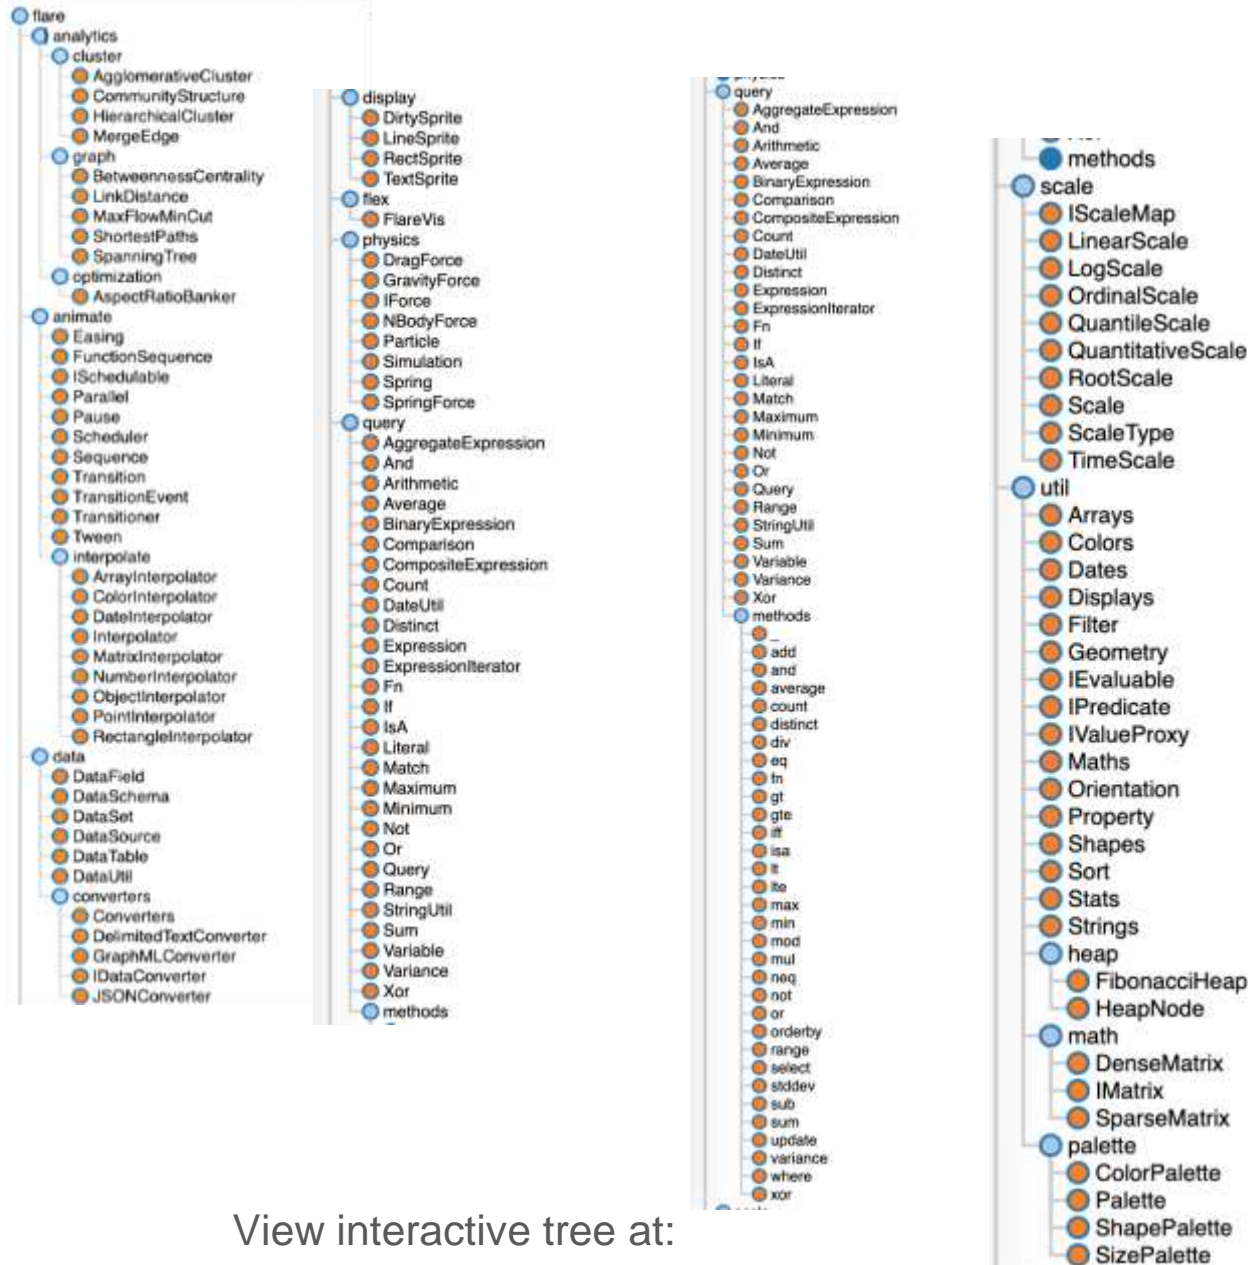 flare
analytics
cluster
AgglomerativeCluster
CommunityStructure
HierarchicalCluster
MergeEdge
graph
BetweennessCentrality
LinkDistance
MaxFlowMinCut
ShortestPaths
SpanningTree
optimization
AspectRatioBanker
animate
Easing
FunctionSequence
ISchedulable
Parallel
Pause
Scheduler
Sequence
Transition
TransitionEvent
Transitioner
Tween
interpolate
ArrayInterpolator
ColorInterpolator
DateInterpolator
Interpolator
MatrixInterpolator
NumberInterpolator
ObjectInterpolator
PointInterpolator
RectangleInterpolator
data
DataField
DataSchema
DataSet
DataSource
DataTable
DataUtil
converters
Converters
DelimitedTextConverter
GraphMLConverter
IDataConverter
JSONConverter
display
DirtySprite
LineSprite
RectSprite
TextSprite
flex
FlareVis
physics
DragForce
GravityForce
IForce
NBodyForce
Particle
Simulation
Spring
SpringForce
query
AggregateExpression
And
Arithmetic
Average
BinaryExpression
Comparison
CompositeExpression
Count
DateUtil
Distinct
Expression
ExpressionIterator
Fn
If
IsA
Literal
Match
Maximum
Minimum
Not
Or
Query
Range
StringUtil
Sum
Variable
Variance
Xor
methods
query
AggregateExpression
And
Arithmetic
Average
BinaryExpression
Comparison
CompositeExpression
Count
DateUtil
Distinct
Expression
ExpressionIterator
Fn
If
IsA
Literal
Match
Maximum
Minimum
Not
Or
Query
Range
StringUtil
Sum
Variable
Variance
Xor
methods
_
add
and
average
count
distinct
div
eq
fn
gt
gte
iff
isa
lt
lte
max
min
mod
mul
neq
not
or
orderby
range
select
stddev
sub
sum
update
variance
where
xor
methods
scale
IScaleMap
LinearScale
LogScale
OrdinalScale
QuantileScale
QuantitativeScale
RootScale
Scale
ScaleType
TimeScale
util
Arrays
Colors
Dates
Displays
Filter
Geometry
IEvaluable
IPredicate
IValueProxy
Maths
Orientation
Property
Shapes
Sort
Stats
Strings
heap
FibonacciHeap
HeapNode
math
DenseMatrix
IMatrix
SparseMatrix
palette
ColorPalette
Palette
ShapePalette
SizePalette
View interactive tree at: